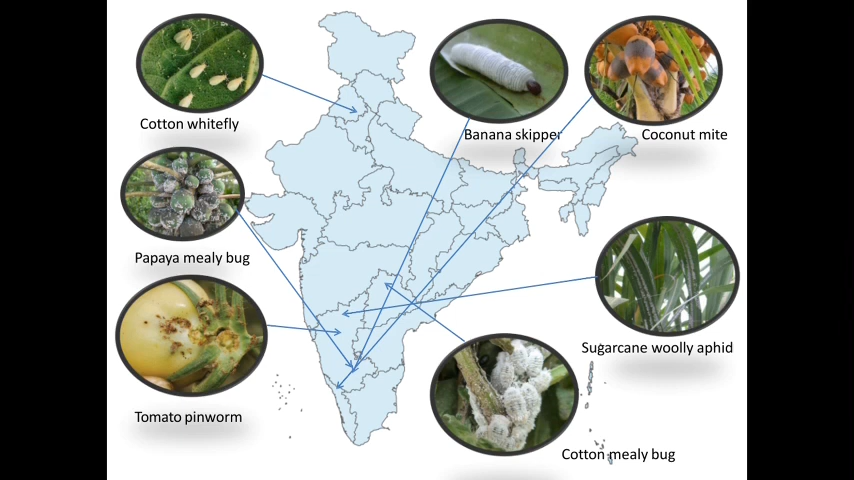 Cotton whitefly
Banana skipper
Coconut mite
Papaya mealy bug
Sugarcane woolly aphid
Tomato pinworm
Cotton mealy bug